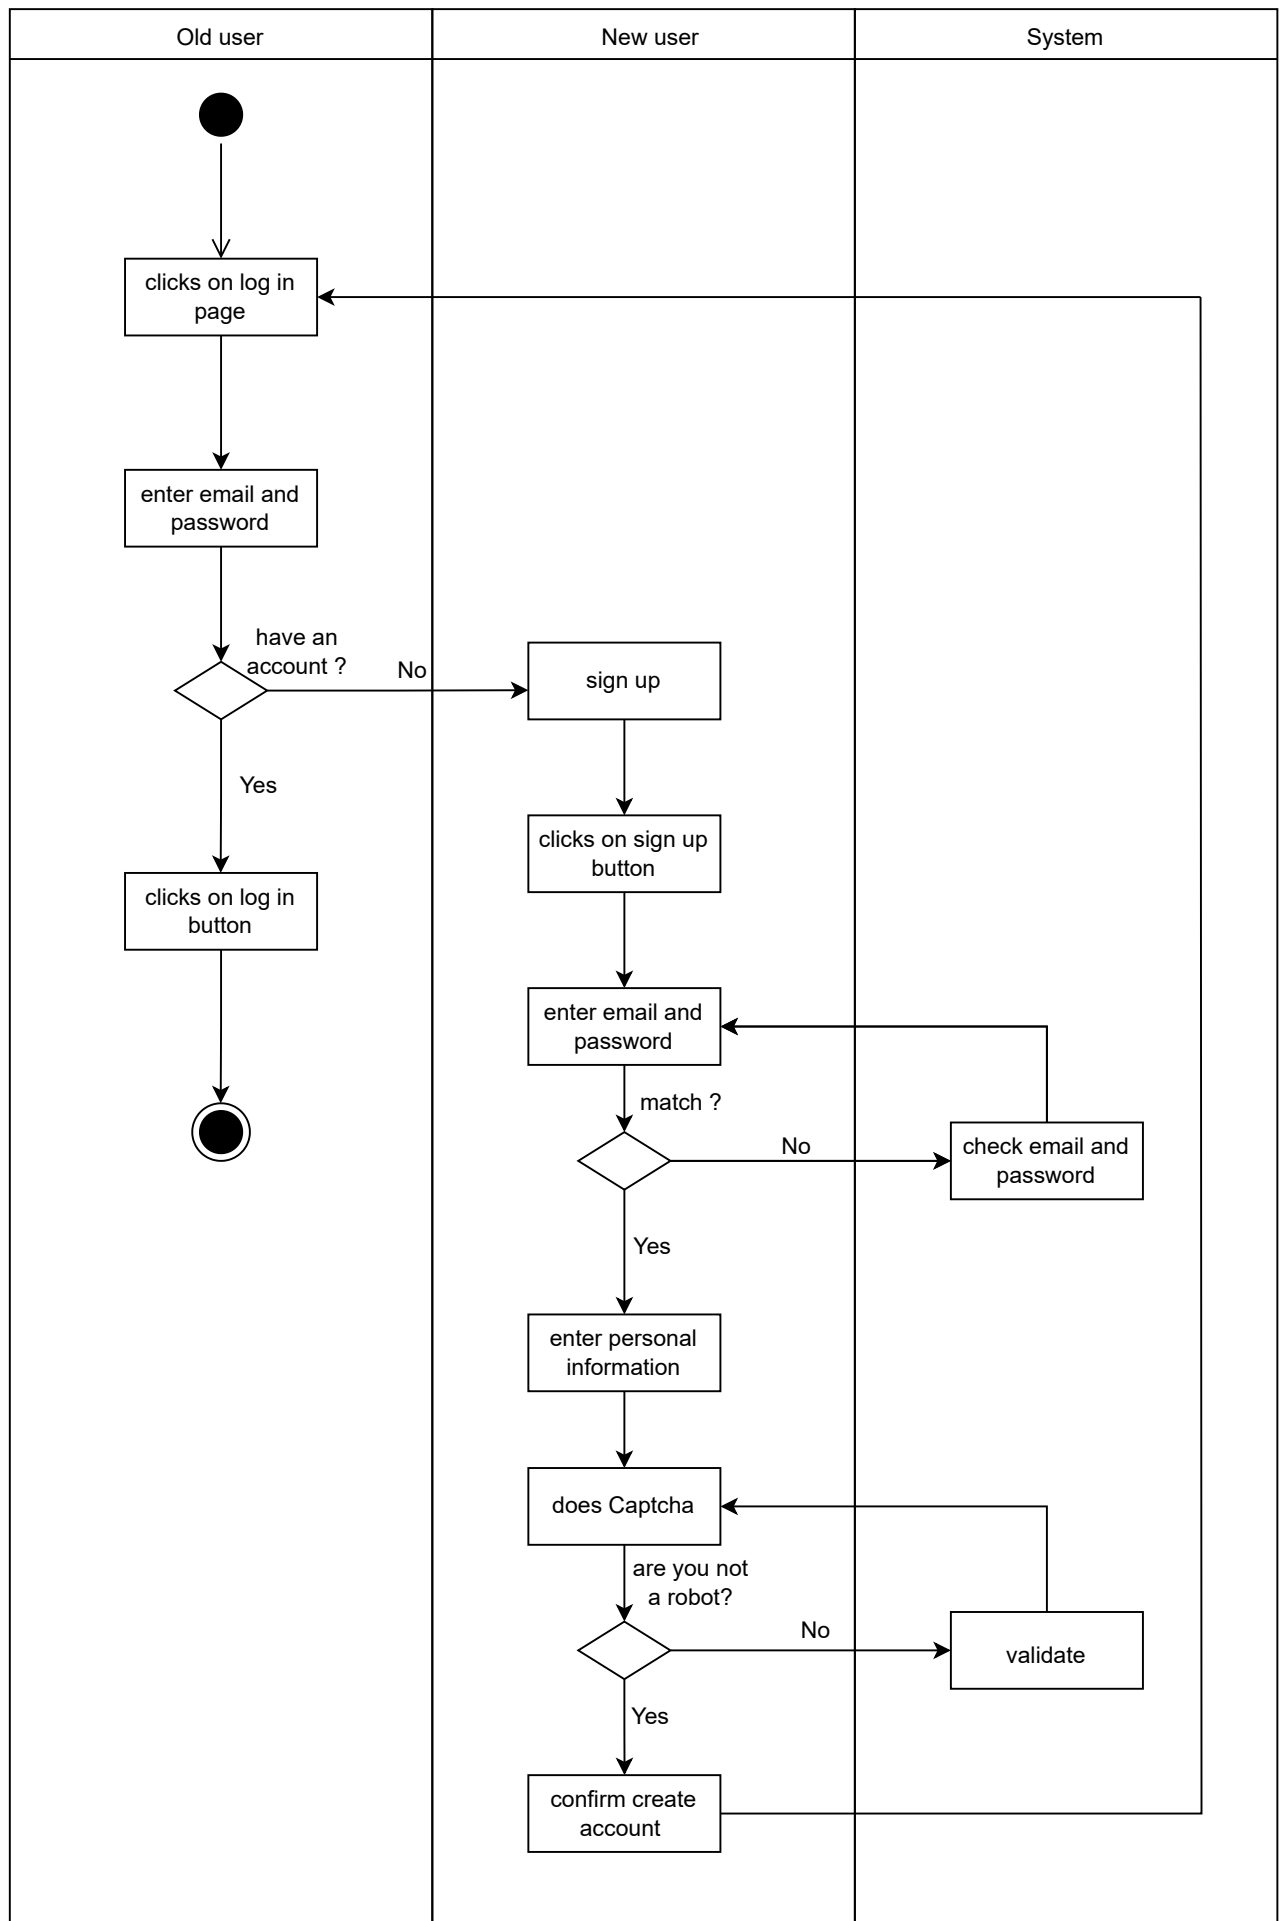 Old user
New user
System
clicks on log in
page
enter email and
password
have an
account ?
No
sign up
Yes
clicks on sign up
button
clicks on log in
button
enter email and
password
match ?
No
check email and
password
Yes
enter personal
information
does Captcha
are you not
a robot?
No
validate
Yes
confirm create
account